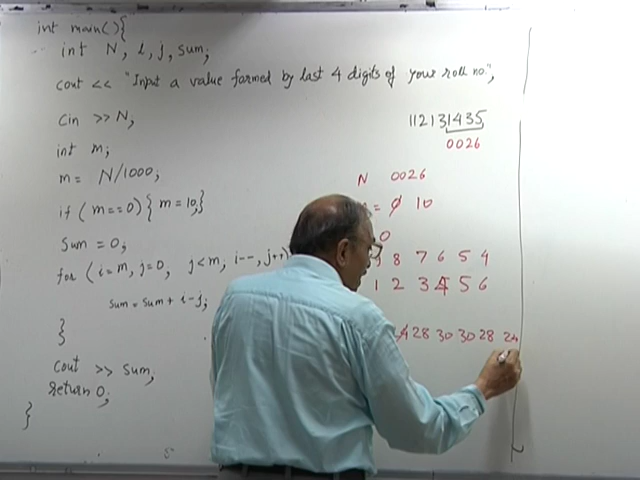 int main(){
int N, i, j, sum;
cout << "Input a value formed by last 4 digits of your roll no.",
Cin >> N;
112131435
0026
int m;
m = N/1000;
N 0026
if (m==0) { m=10;}
= 0 10
Sum = 0;
0
for (i=m, j=0, j<m; i--, j++)
8 7 6 5 4
1 2 3 4 5 6
sum = sum + i-j;
}
28 30 30 28 24
cout >> sum;
return 0;
}